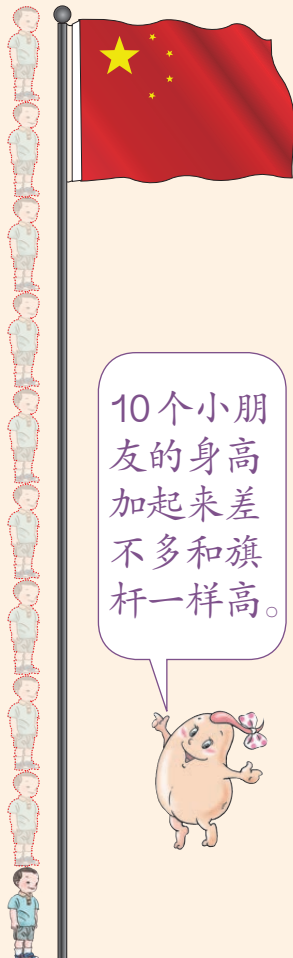 10个小朋
友的身高
加起来差
不多和旗
杆一样高。